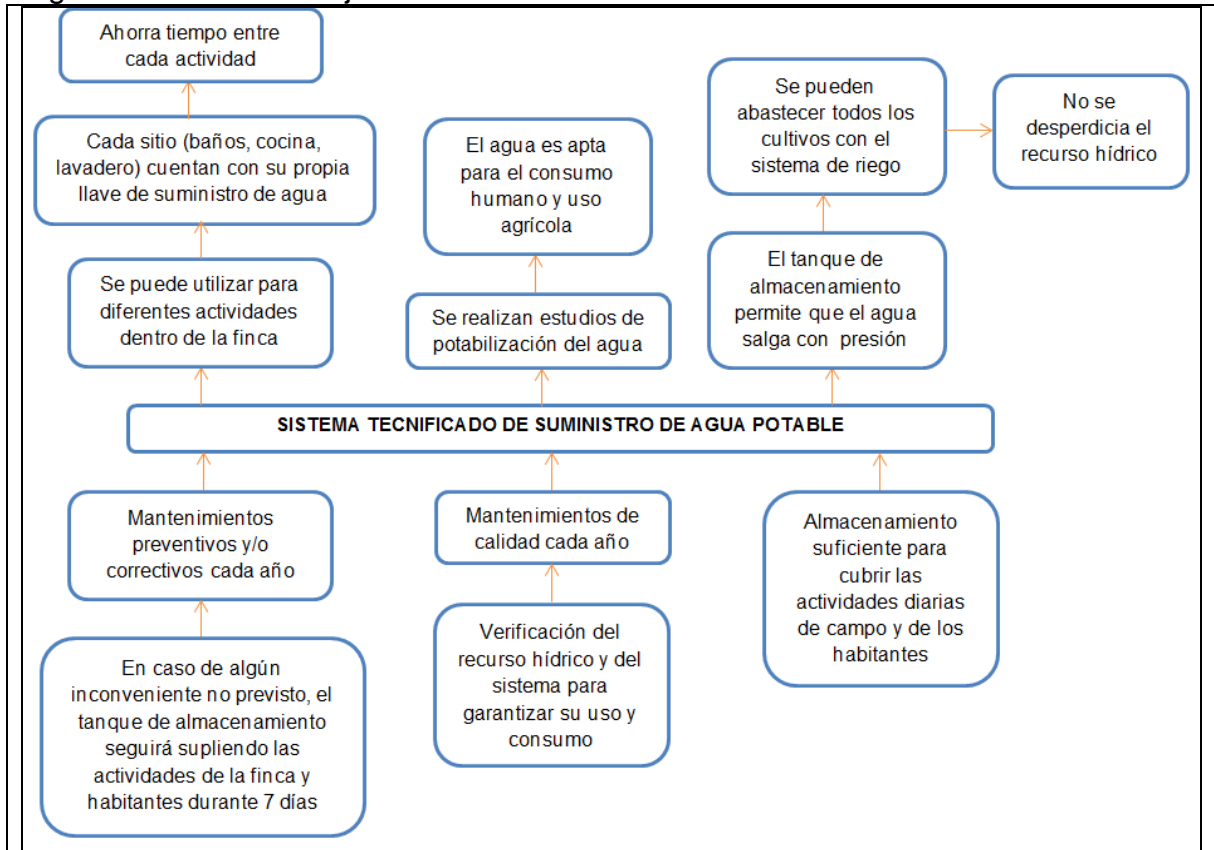 Ahorra tiempo entre
cada actividad
Cada sitio (baños, cocina,
lavadero) cuentan con su propia
llave de suministro de agua
Se puede utilizar para
diferentes actividades
dentro de la finca
El agua es apta
para el consumo
humano y uso
agrícola
Se realizan estudios de
potabilización del agua
Se pueden
abastecer todos los
cultivos con el
sistema de riego
No se
desperdicia el
recurso hídrico
El tanque de
almacenamiento
permite que el agua
salga con presión
SISTEMA TECNIFICADO DE SUMINISTRO DE AGUA POTABLE
Mantenimientos
preventivos y/o
correctivos cada año
En caso de algún
inconveniente no previsto, el
tanque de almacenamiento
seguirá supliendo las
actividades de la finca y
habitantes durante 7 días
Mantenimientos de
calidad cada año
Verificación del
recurso hídrico y del
sistema para
garantizar su uso y
consumo
Almacenamiento
suficiente para
cubrir las
actividades diarias
de campo y de los
habitantes